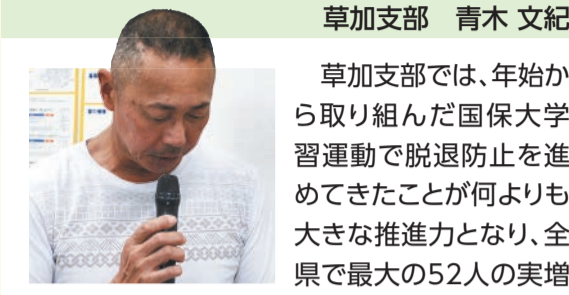 草加支部　青木 文紀
　草加支部では、年始か
ら取り組んだ国保大学
習運動で脱退防止を進
めてきたことが何よりも
大きな推進力となり、全
県で最大の52人の実増